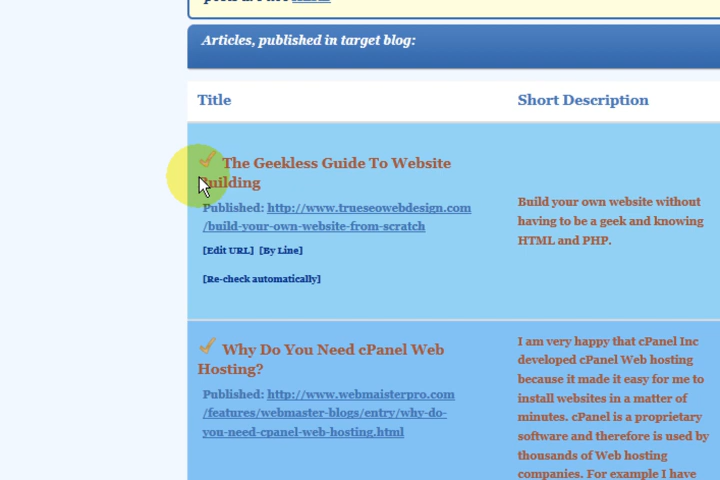 Articles, published in target blog:
Title
Short Description
The Geekless Guide To Website
Building
Published: http://www.trueseowebdesign.com
/build-your-own-website-from-scratch
[Edit URL] [By Line]
[Re-check automatically]
Build your own website without
having to be a geek and knowing
HTML and PHP.
Why Do You Need cPanel Web
Hosting?
Published: http://www.webmaisterpro.com
/features/webmaster-blogs/entry/why-do-
you-need-cpanel-web-hosting.html
I am very happy that cPanel Inc
developed cPanel Web hosting
because it made it easy for me to
install websites in a matter of
minutes. cPanel is a proprietary
software and therefore is used by
thousands of Web hosting
companies. For example I have